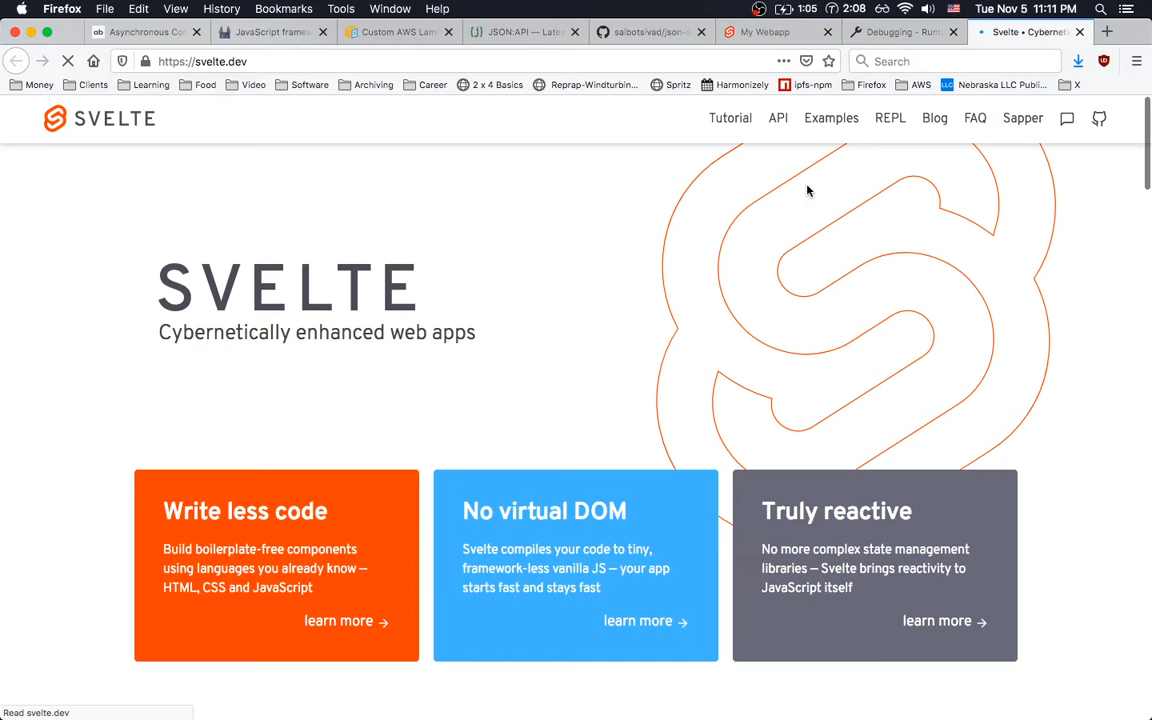 Firefox File Edit View History Bookmarks Tools Window Help 1:05 2:08 Tue Nov 5 11:11 PM
ab Asynchronous Co JavaScript framew Custom AWS Lam JSON:API — Late saibotsivad/json-a My Webapp Debugging - Runt Svelte • Cyberneti
https://svelte.dev Search
Money Clients Learning Food Video Software Archiving Career 2 x 4 Basics Reprap-Windturbin... Spritz Harmonizely lpfs-npm Firefox AWS LLC Nebraska LLC Publi... X
SVELTE Tutorial API Examples REPL Blog FAQ Sapper
SVELTE
Cybernetically enhanced web apps
Write less code
Build boilerplate-free components
using languages you already know —
HTML, CSS and JavaScript
learn more →
No virtual DOM
Svelte compiles your code to tiny,
framework-less vanilla JS — your app
starts fast and stays fast
learn more →
Truly reactive
No more complex state management
libraries — Svelte brings reactivity to
JavaScript itself
learn more →
Read svelte.dev